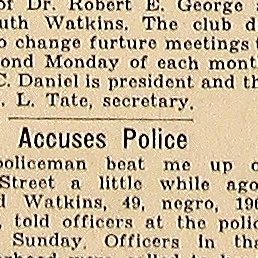 of Dr. Robert E. George
uth Watkins. The club d
o change furture meetings t
ond Monday of each mont
C. Daniel is president and th
. L. Tate, secretary.
Accuses Police
policeman beat me up o
Street a little while ago
d Watkins, 49, negro, 190
, told officers at the polic
Sunday. Officers in tha